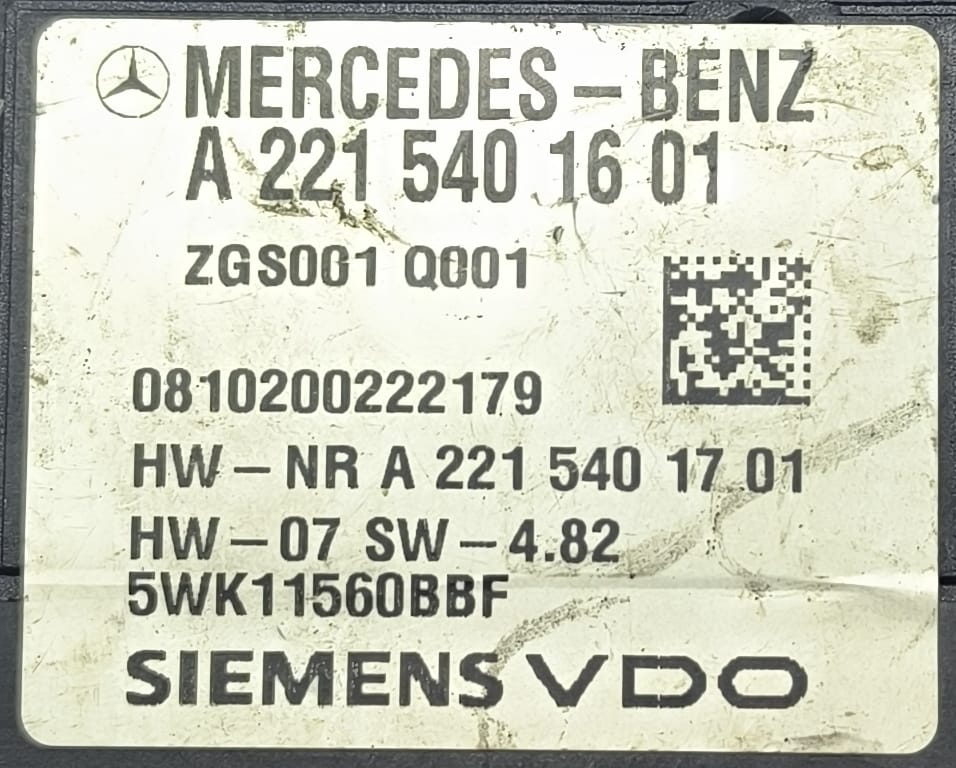 MERCEDES-BENZ
A 221 540 16 01
ZGS001 Q001
0810200222179
HW-NR A 221 540 17 01
HW-07 SW-4.82
5WK11560BBF
SIEMENS VDO